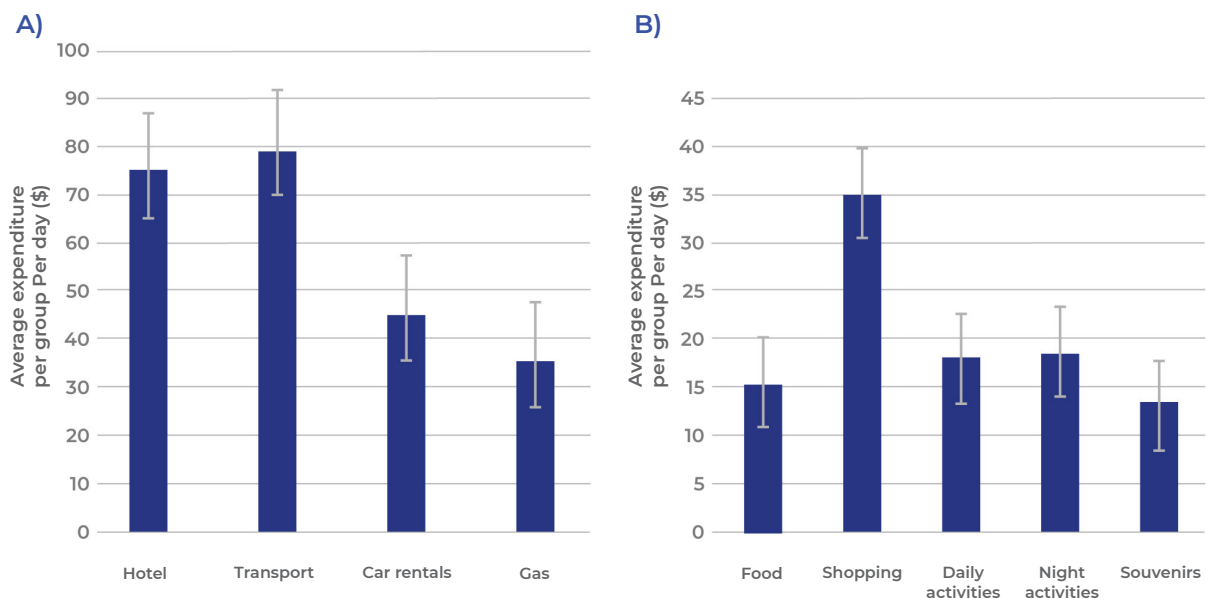 A)
Average expenditure
per group Per day ($)
100
90
80
70
60
50
40
30
20
10
0
Hotel
Transport
Car rentals
Gas
B)
Average expenditure
per group Per day ($)
45
40
35
30
25
20
15
10
5
0
Food
Shopping
Daily
activities
Night
activities
Souvenirs